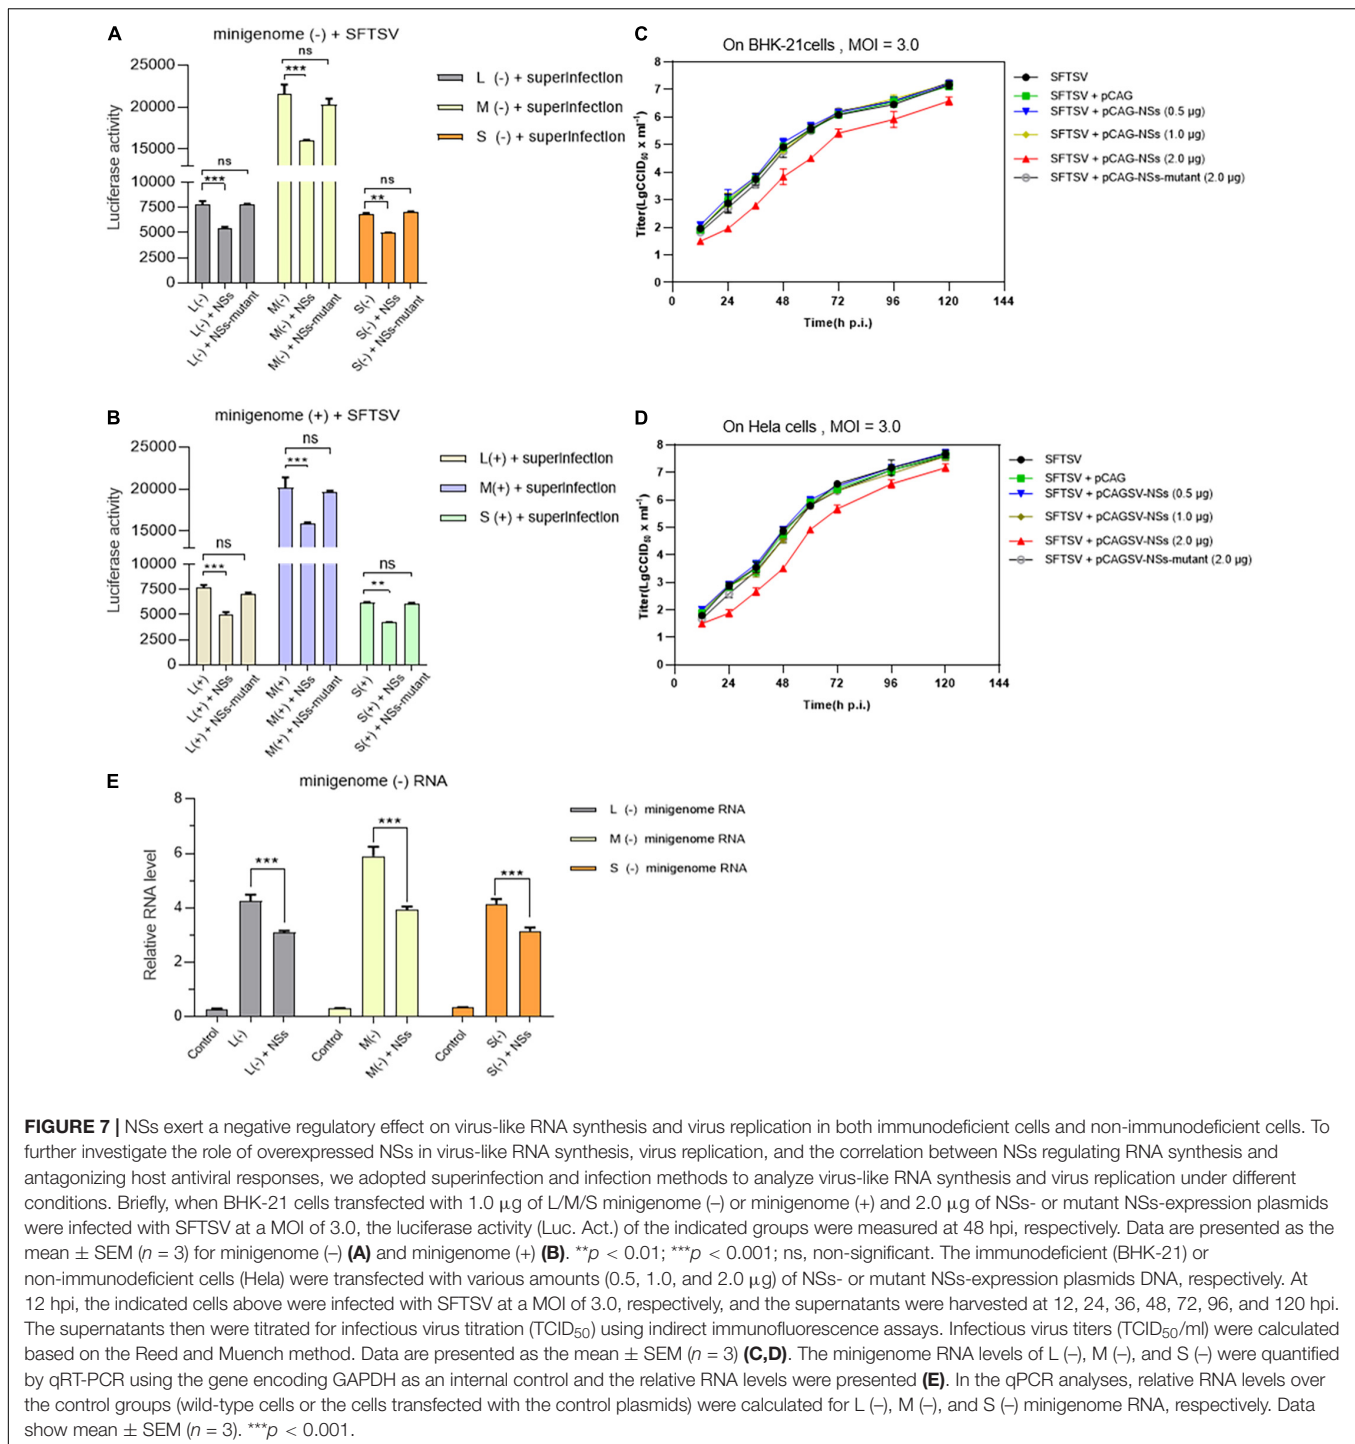 A
minigenome (-) + SFTSV
Luciferase activity
25000
20000
15000
10000
7500
5000
2500
0
***
ns
***
ns
**
ns
L(-)
L(-) + NSs
L(-) + NSs-mutant
M(-)
M(-) + NSs
M(-) + NSs-mutant
S(-)
S(-) + NSs
S(-) + NSs-mutant
L (-) + superinfection
M (-) + superinfection
S (-) + superinfection
C
On BHK-21cells , MOI = 3.0
Titer(LgCCID50 x ml-1)
8
7
6
5
4
3
2
1
0
0
24
48
72
96
120
144
Time(h p.i.)
SFTSV
SFTSV + pCAG
SFTSV + pCAG-NSs (0.5 µg)
SFTSV + pCAG-NSs (1.0 µg)
SFTSV + pCAG-NSs (2.0 µg)
SFTSV + pCAG-NSs-mutant (2.0 µg)
B
minigenome (+) + SFTSV
Luciferase activity
25000
20000
15000
10000
7500
5000
2500
0
***
ns
***
ns
**
ns
L(+)
L(+) + NSs
L(+) + NSs-mutant
M(+)
M(+) + NSs
M(+) + NSs-mutant
S(+)
S(+) + NSs
S(+) + NSs-mutant
L(+) + superinfection
M(+) + superinfection
S (+) + superinfection
D
On Hela cells , MOI = 3.0
Titer(LgCCID50 x ml-1)
8
7
6
5
4
3
2
1
0
0
24
48
72
96
120
144
Time(h p.i.)
SFTSV
SFTSV + pCAG
SFTSV + pCAGSV-NSs (0.5 µg)
SFTSV + pCAGSV-NSs (1.0 µg)
SFTSV + pCAGSV-NSs (2.0 µg)
SFTSV + pCAGSV-NSs-mutant (2.0 µg)
E
minigenome (-) RNA
Relative RNA level
8
6
4
2
0
***
***
***
Control
L(-)
L(-) + NSs
Control
M(-)
M(-) + NSs
Control
S(-)
S(-) + NSs
L (-) minigenome RNA
M (-) minigenome RNA
S (-) minigenome RNA
FIGURE 7 | NSs exert a negative regulatory effect on virus-like RNA synthesis and virus replication in both immunodeficient cells and non-immunodeficient cells. To
further investigate the role of overexpressed NSs in virus-like RNA synthesis, virus replication, and the correlation between NSs regulating RNA synthesis and
antagonizing host antiviral responses, we adopted superinfection and infection methods to analyze virus-like RNA synthesis and virus replication under different
conditions. Briefly, when BHK-21 cells transfected with 1.0 µg of L/M/S minigenome (–) or minigenome (+) and 2.0 µg of NSs- or mutant NSs-expression plasmids
were infected with SFTSV at a MOI of 3.0, the luciferase activity (Luc. Act.) of the indicated groups were measured at 48 hpi, respectively. Data are presented as the
mean ± SEM (n = 3) for minigenome (–) (A) and minigenome (+) (B). **p < 0.01; ***p < 0.001; ns, non-significant. The immunodeficient (BHK-21) or
non-immunodeficient cells (Hela) were transfected with various amounts (0.5, 1.0, and 2.0 µg) of NSs- or mutant NSs-expression plasmids DNA, respectively. At
12 hpi, the indicated cells above were infected with SFTSV at a MOI of 3.0, respectively, and the supernatants were harvested at 12, 24, 36, 48, 72, 96, and 120 hpi.
The supernatants then were titrated for infectious virus titration (TCID50) using indirect immunofluorescence assays. Infectious virus titers (TCID50/ml) were calculated
based on the Reed and Muench method. Data are presented as the mean ± SEM (n = 3) (C,D). The minigenome RNA levels of L (–), M (–), and S (–) were quantified
by qRT-PCR using the gene encoding GAPDH as an internal control and the relative RNA levels were presented (E). In the qPCR analyses, relative RNA levels over
the control groups (wild-type cells or the cells transfected with the control plasmids) were calculated for L (–), M (–), and S (–) minigenome RNA, respectively. Data
show mean ± SEM (n = 3). ***p < 0.001.